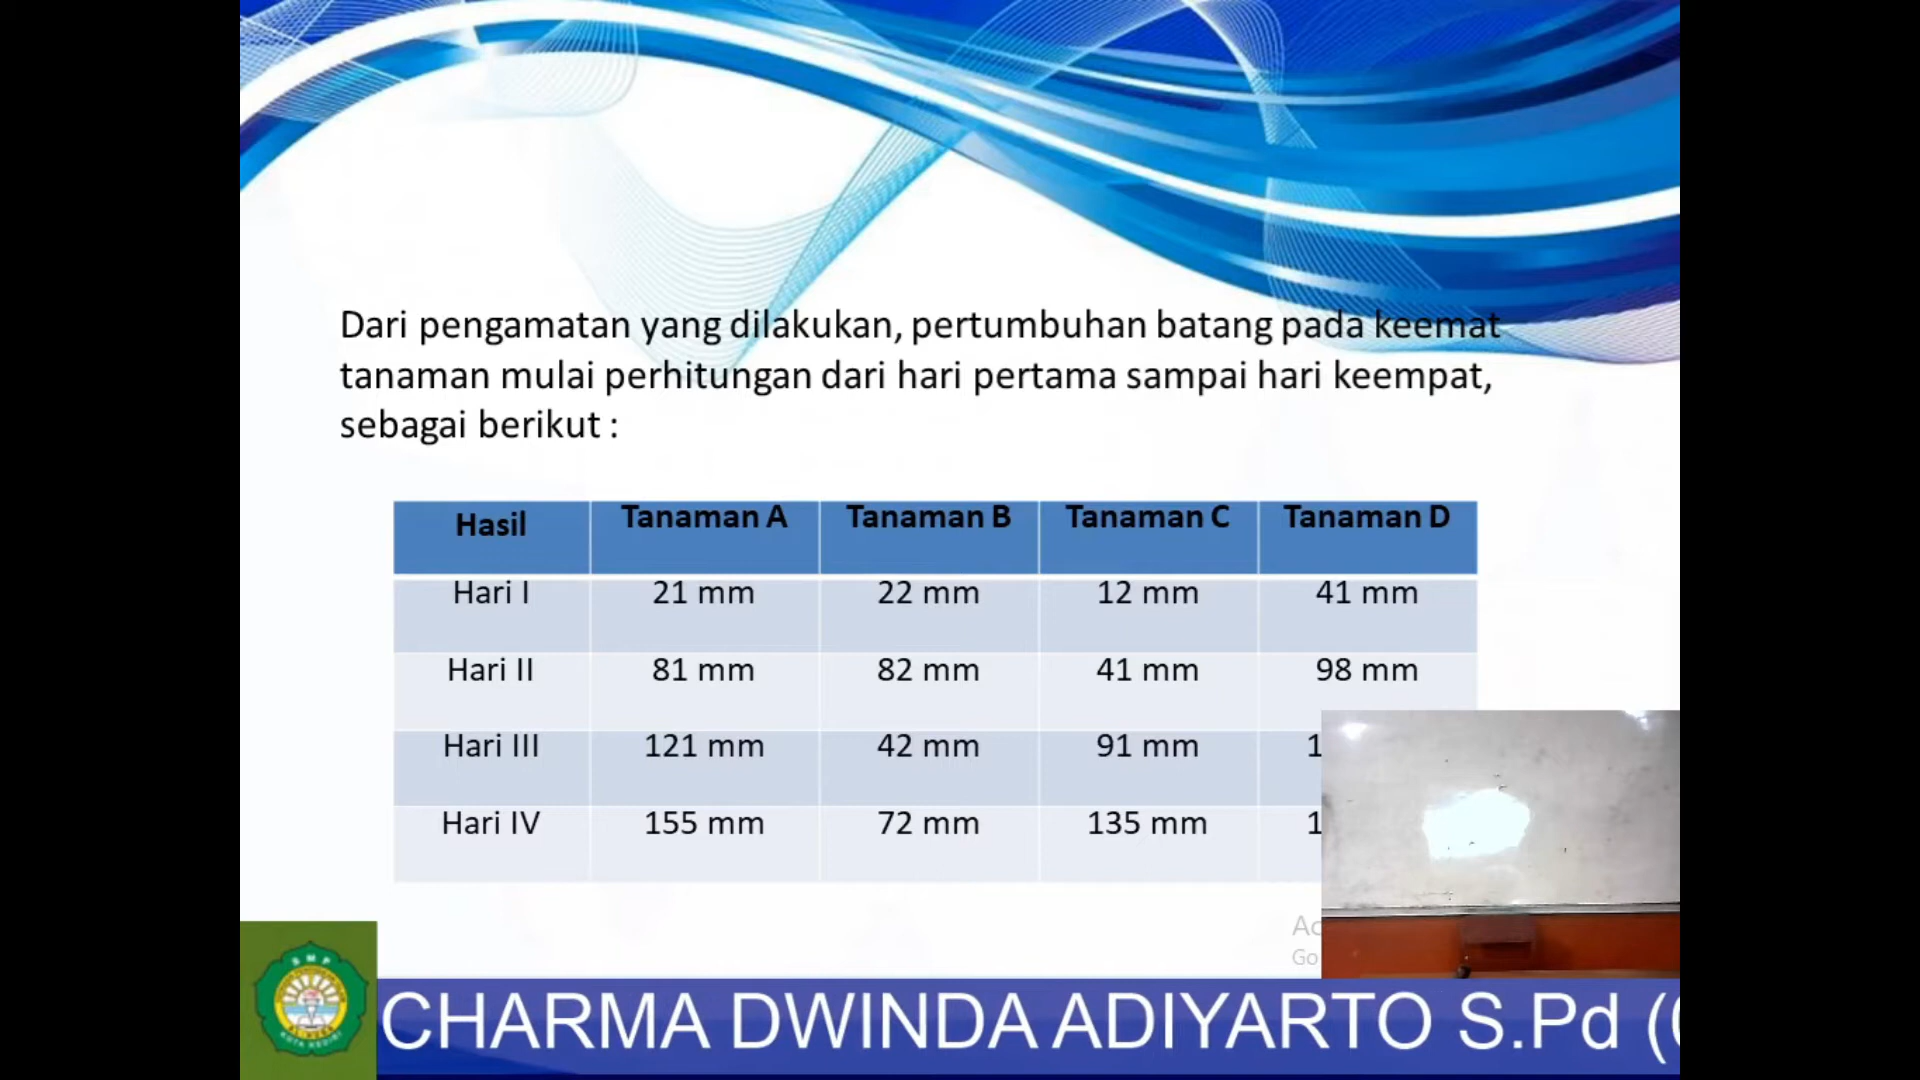 Dari pengamatan yang dilakukan, pertumbuhan batang pada keemat
tanaman mulai perhitungan dari hari pertama sampai hari keempat,
sebagai berikut :
Hasil Tanaman A Tanaman B Tanaman C Tanaman D
Hari I 21 mm 22 mm 12 mm 41 mm
Hari II 81 mm 82 mm 41 mm 98 mm
Hari III 121 mm 42 mm 91 mm
Hari IV 155 mm 72 mm 135 mm
SMP
KOTA KEDIRI
CHARMA DWINDA ADIYARTO S.Pd (